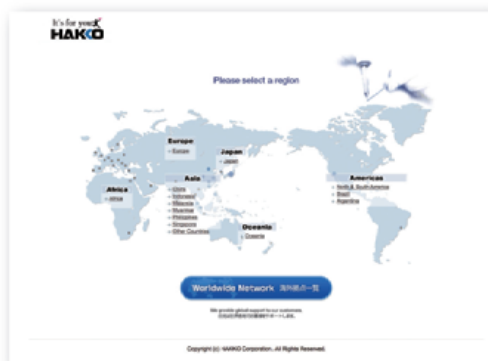 It's for you
HAKKO
Please select a region
Europe
Europe
Japan
Japan
Asia
China
Indonesia
Malaysia
Myanmar
Philippines
Singapore
Other Countries
Africa
Africa
Oceania
Oceania
Americas
North & South America
Brazil
Argentina
Worldwide Network 海外拠点一覧
We provide global support to our customers.
Copyright (c) HAKKO Corporation. All Rights Reserved.